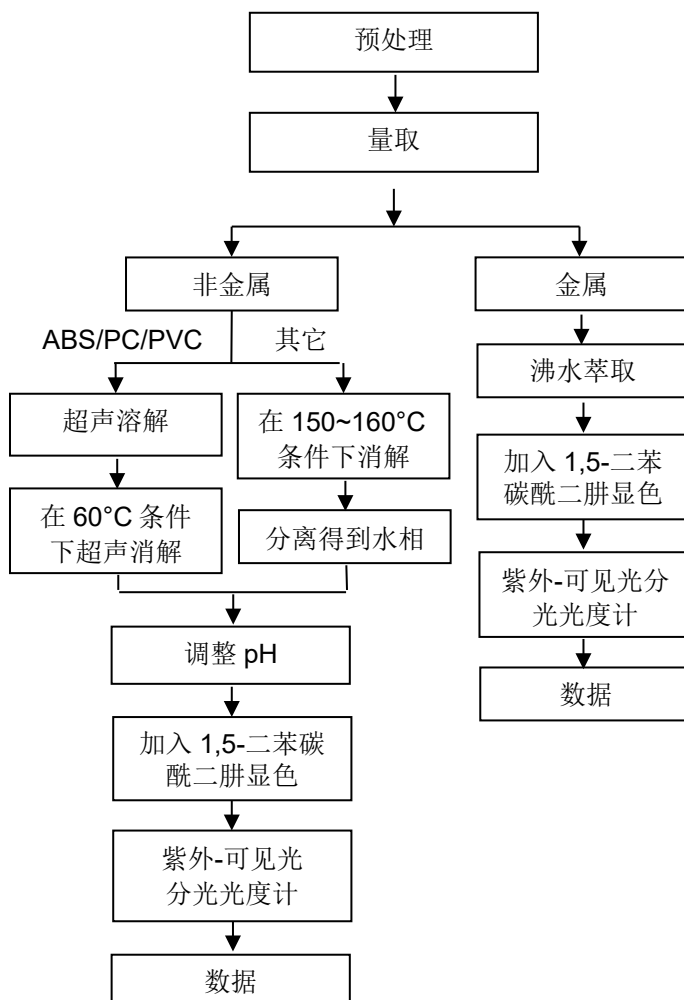 预处理
量取
非金属
金属
ABS/PC/PVC
其它
沸水萃取
超声溶解
在 150~160°C
条件下消解
加入 1,5-二苯
碳酰二肼显色
在 60°C 条件
下超声消解
分离得到水相
紫外-可见光分
光光度计
调整 pH
数据
加入 1,5-二苯碳
酰二肼显色
紫外-可见光
分光光度计
数据